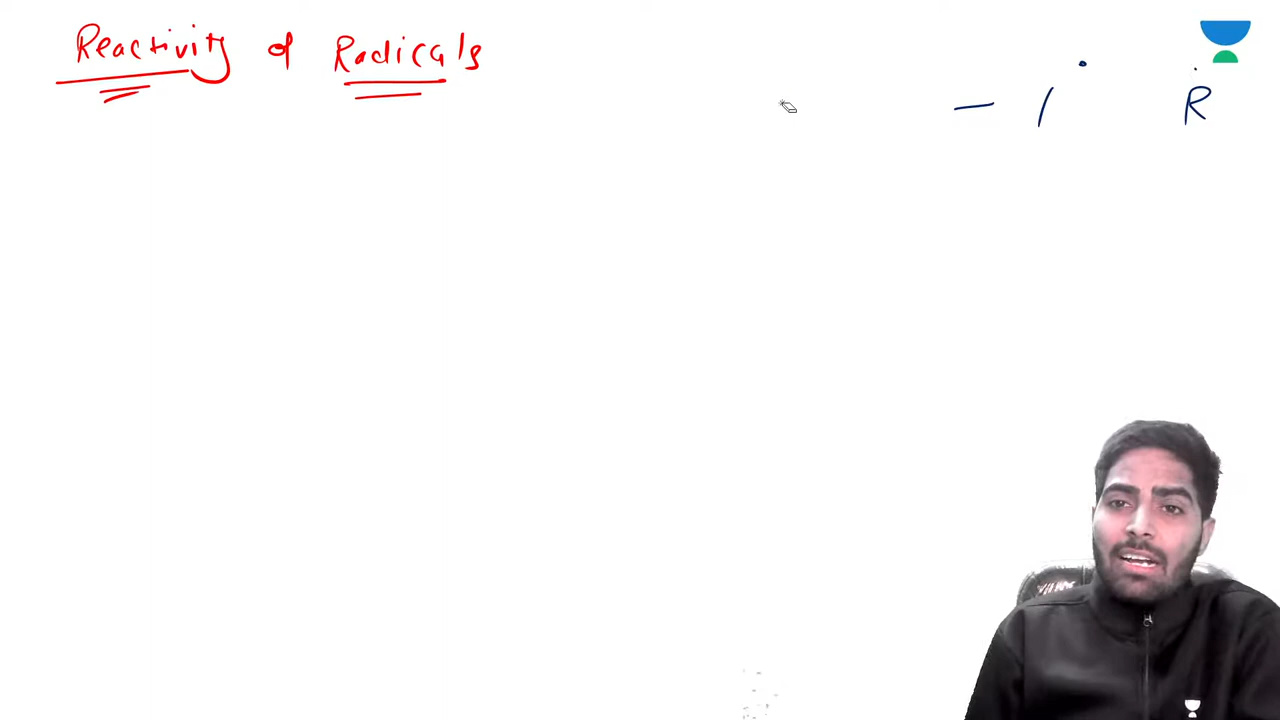 Reactivity of Radicals
— / • Ṙ